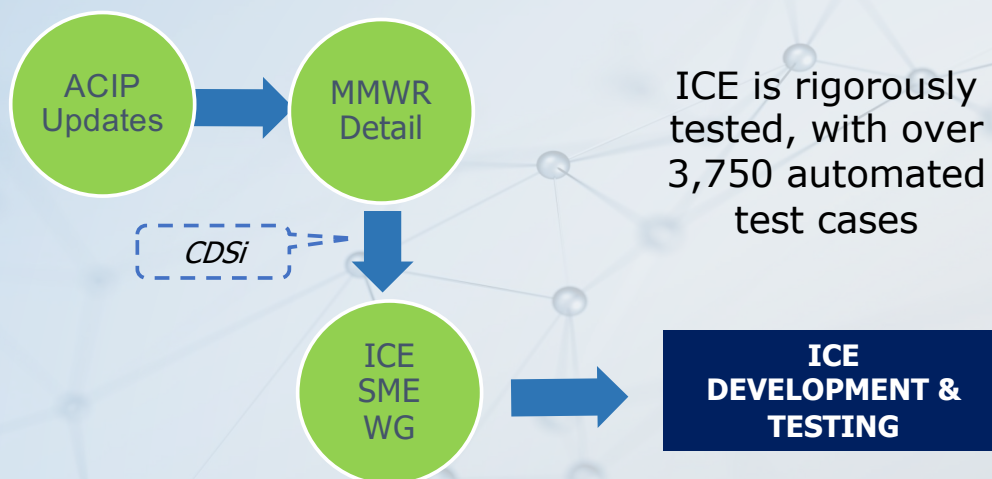 ACIP
Updates
MMWR
Detail
ICE is rigorously
tested, with over
3,750 automated
test cases
CDSi
ICE
SME
WG
ICE
DEVELOPMENT &
TESTING